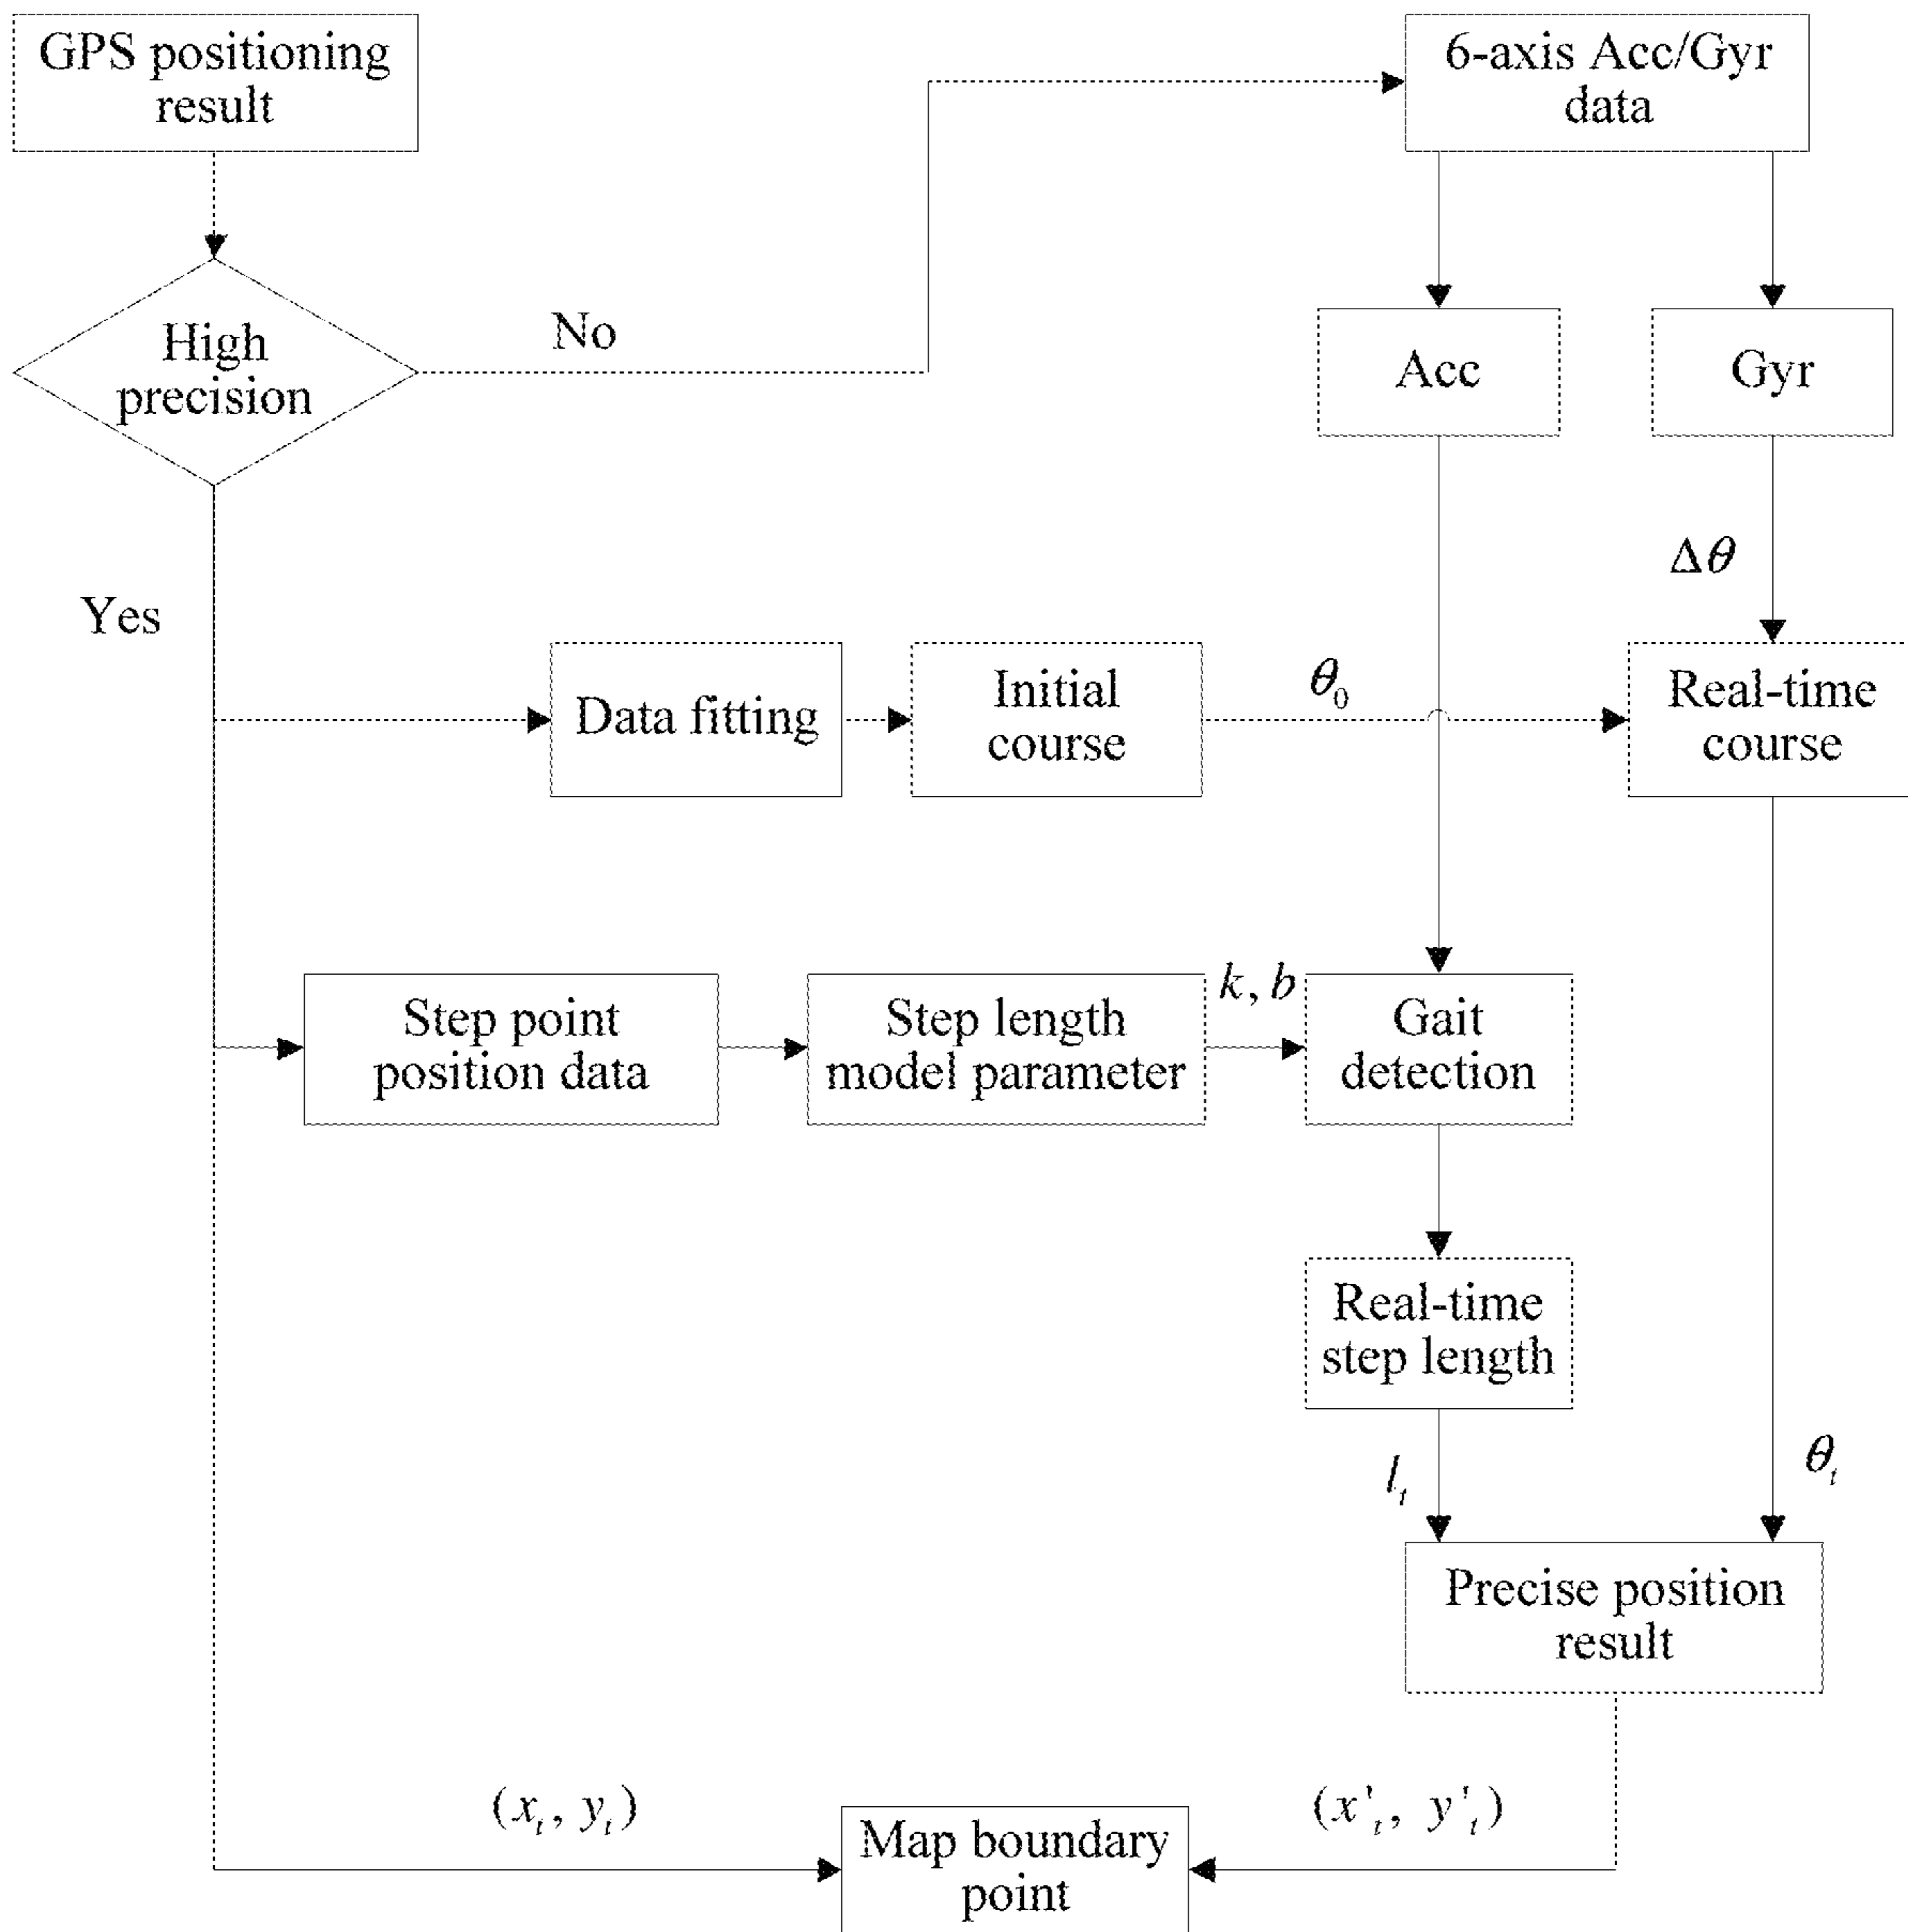 GPS positioning
result
6-axis Acc/Gyr
data
High
precision
No
Acc
Gyr
Δθ
Yes
Data fitting
Initial
course
θ₀
Real-time
course
Step point
position data
Step length
model parameter
k, b
Gait
detection
Real-time
step length
lₜ
θₜ
Precise position
result
(xₜ, yₜ)
(x'ₜ, y'ₜ)
Map boundary
point